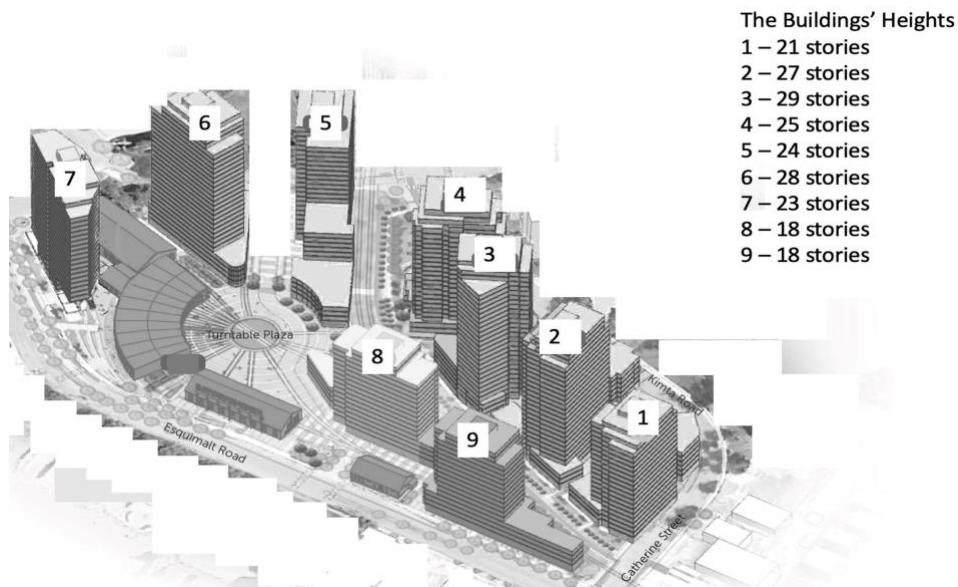 The Buildings' Heights
1 – 21 stories
2 – 27 stories
3 – 29 stories
4 – 25 stories
5 – 24 stories
6 – 28 stories
7 – 23 stories
8 – 18 stories
9 – 18 stories
6
5
7
4
3
Turntable Plaza
2
8
Kimta Road
1
9
Esquimalt Road
Catherine Street